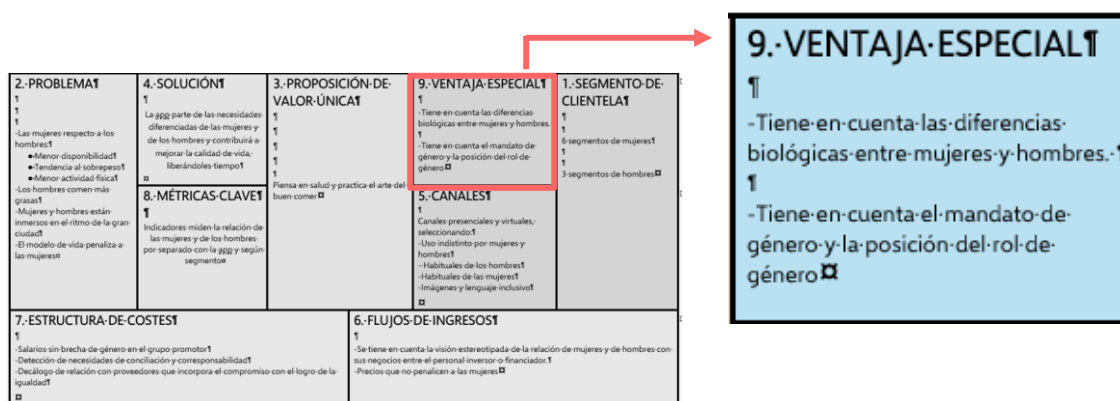 2. PROBLEMA¶
¶
¶
¶
-Las mujeres respecto a los
hombres:¶
•Menor disponibilidad¶
•Tendencia al sobrepeso¶
•Menor actividad física¶
-Los hombres comen más
grasas¶
-Mujeres y hombres están
inmersos en el ritmo de la gran
ciudad¶
-El modelo de vida penaliza a
las mujeres¤
4. SOLUCIÓN¶
¶
La app parte de las necesidades
diferenciadas de las mujeres y
de los hombres y contribuirá a
mejorar la calidad de vida,
liberándoles tiempo¶
¤
8. MÉTRICAS CLAVE¶
¶
Indicadores miden la relación de
las mujeres y de los hombres
por separado con la app y según
segmento¤
3. PROPOSICIÓN DE
VALOR ÚNICA¶
¶
¶
¶
¶
Piensa en salud y practica el arte del
buen comer¤
9. VENTAJA ESPECIAL¶
¶
-Tiene en cuenta las diferencias
biológicas entre mujeres y hombres.
¶
-Tiene en cuenta el mandato de
género y la posición del rol de
género¤
5. CANALES¶
¶
Canales presenciales y virtuales,
seleccionando:¶
-Uso indistinto por mujeres y
hombres¶
--Habituales de los hombres¶
-Habituales de las mujeres¶
-Imágenes y lenguaje inclusivo¶
¤
1. SEGMENTO DE
CLIENTELA¶
¶
¶
6 segmentos de mujeres¶
¶
3 segmentos de hombres¤
7. ESTRUCTURA DE COSTES¶
¶
-Salarios sin brecha de género en el grupo promotor¶
-Detección de necesidades de conciliación y corresponsabilidad¶
-Decálogo de relación con proveedores que incorpora el compromiso con el logro de la
igualdad¶
¤
6. FLUJOS DE INGRESOS¶
¶
-Se tiene en cuenta la visión estereotipada de la relación de mujeres y de hombres con
sus negocios entre el personal inversor o financiador.¶
-Precios que no penalicen a las mujeres¤
9. VENTAJA ESPECIAL¶
¶
-Tiene en cuenta las diferencias
biológicas entre mujeres y hombres. ¶
¶
-Tiene en cuenta el mandato de
género y la posición del rol de
género¤